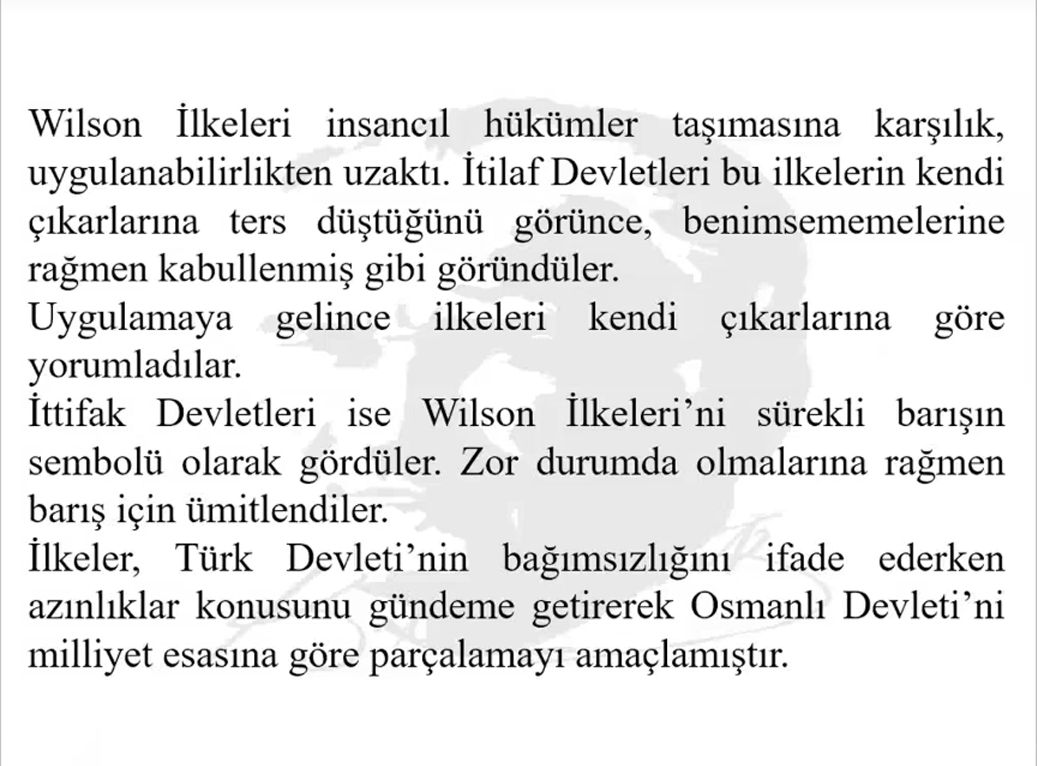 Wilson İlkeleri insancıl hükümler taşımasına karşılık,
uygulanabilirlikten uzaktı. İtilaf Devletleri bu ilkelerin kendi
çıkarlarına ters düştüğünü görünce, benimsememelerine
rağmen kabullenmiş gibi göründüler.
Uygulamaya gelince ilkeleri kendi çıkarlarına göre
yorumladılar.
İttifak Devletleri ise Wilson İlkeleri’ni sürekli barışın
sembolü olarak gördüler. Zor durumda olmalarına rağmen
barış için ümitlendiler.
İlkeler, Türk Devleti’nin bağımsızlığını ifade ederken
azınlıklar konusunu gündeme getirerek Osmanlı Devleti’ni
milliyet esasına göre parçalamayı amaçlamıştır.